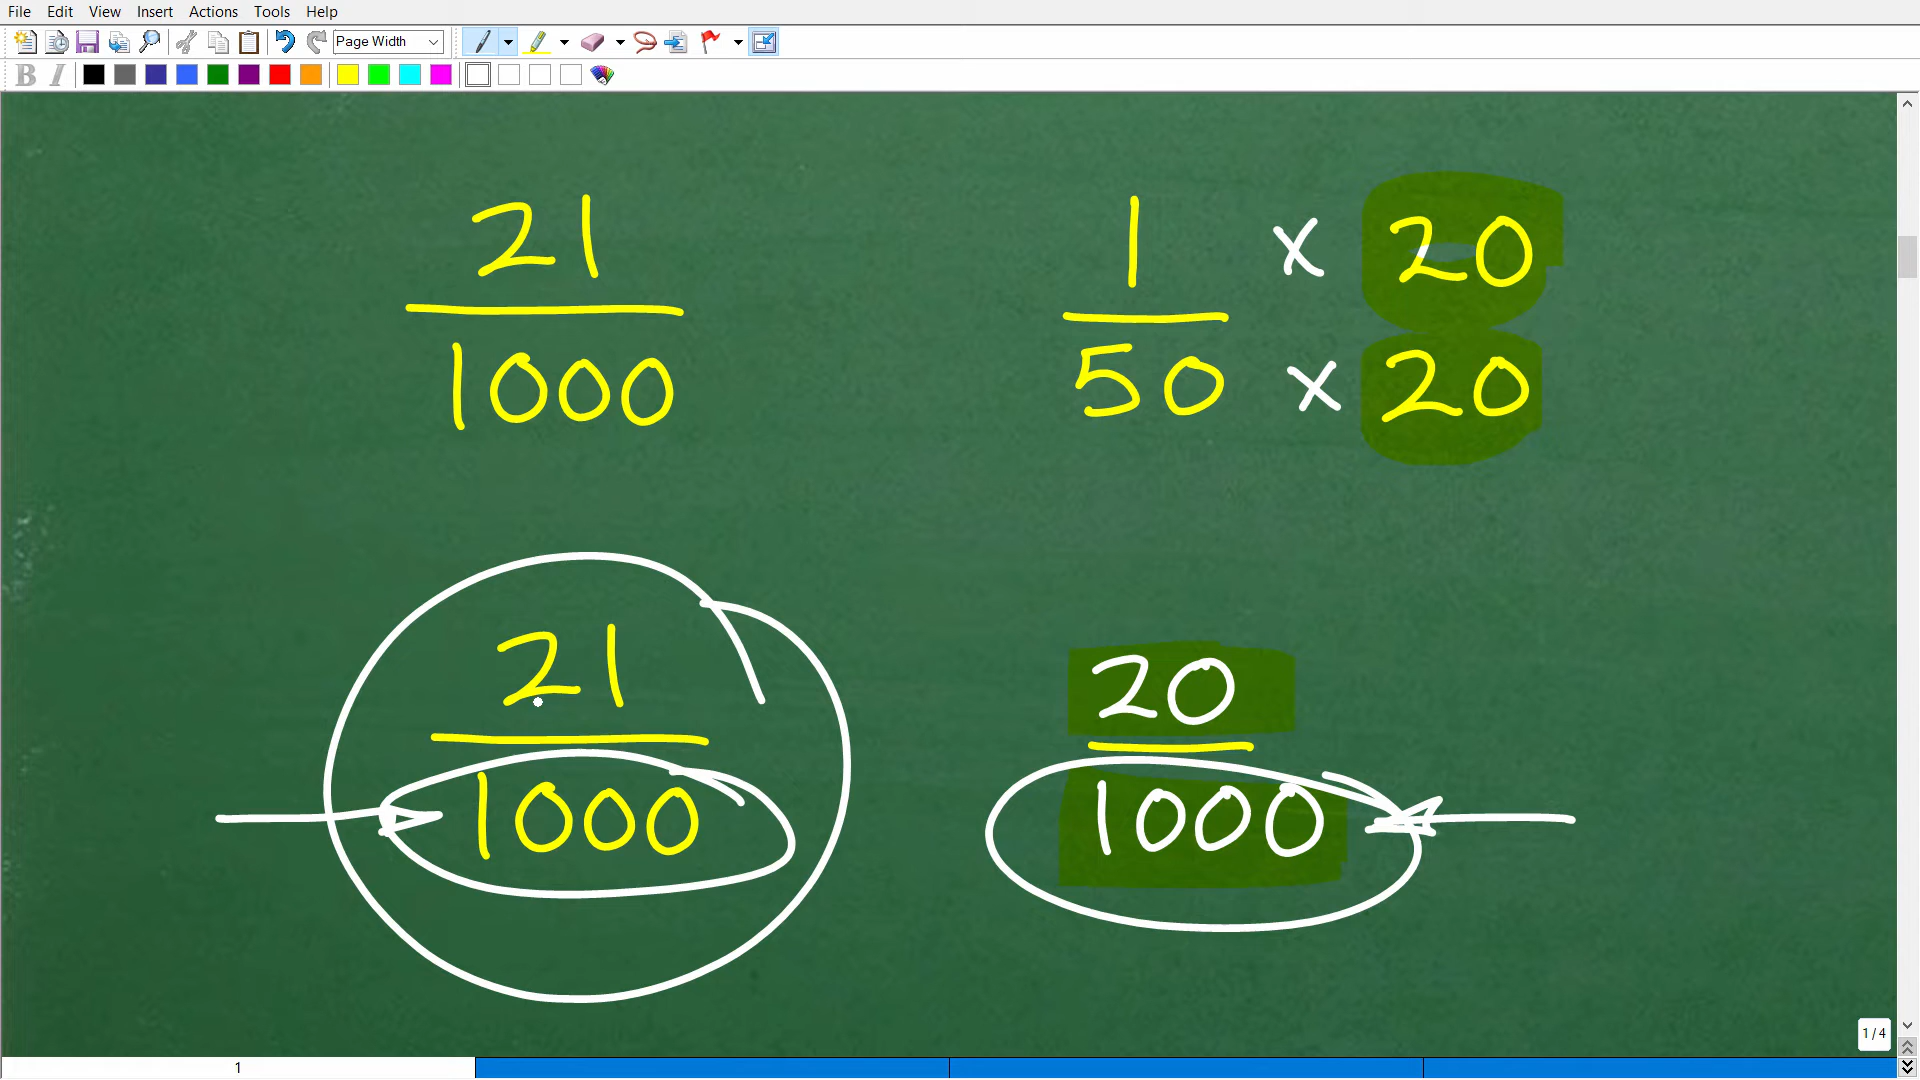 File Edit View Insert Actions Tools Help
Page Width
B I
21 1 x 20
1000 50 x 20
21 20
1000 1000
1 / 4
1